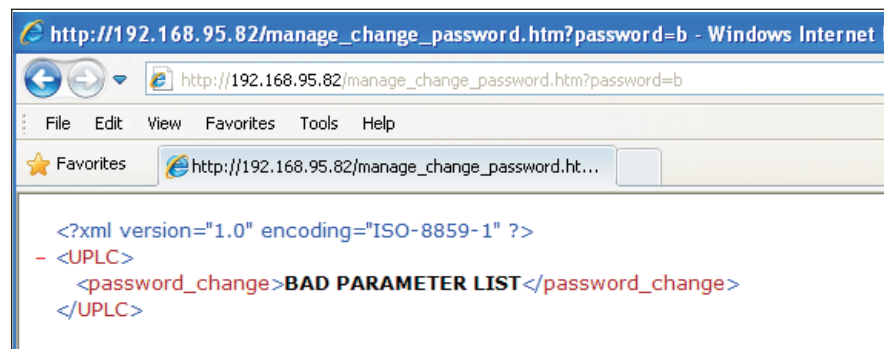 http://192.168.95.82/manage_change_password.htm?password=b - Windows Internet
http://192.168.95.82/manage_change_password.htm?password=b
File Edit View Favorites Tools Help
Favorites http://192.168.95.82/manage_change_password.ht...
<?xml version="1.0" encoding="ISO-8859-1" ?>
- <UPLC>
<password_change>BAD PARAMETER LIST</password_change>
</UPLC>